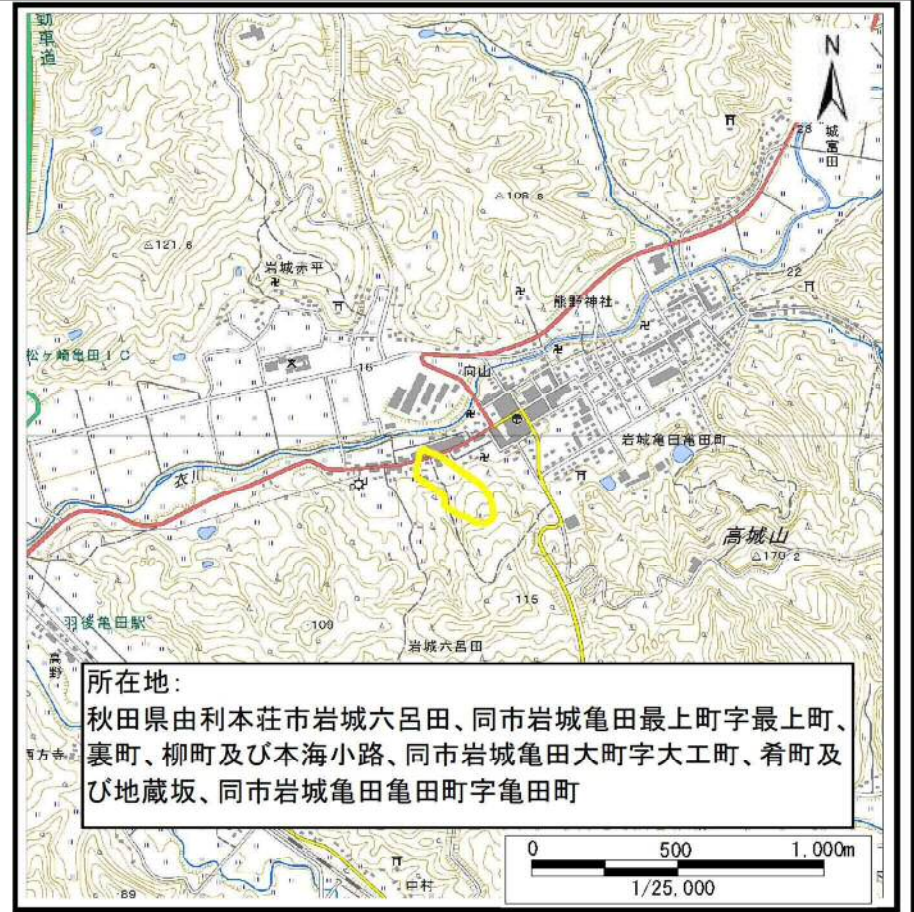 動車道
N
28
城富田
△108.8
△121.6
岩城赤平
22
熊野神社
松ヶ崎亀田IC
16
向山
岩城亀田亀田町
衣川
高城山
△170.2
115
羽後亀田駅
・109
岩城六呂田
所在地:
秋田県由利本荘市岩城六呂田、同市岩城亀田最上町字最上町、
裏町、柳町及び本海小路、同市岩城亀田大町字大工町、肴町及
び地蔵坂、同市岩城亀田亀田町字亀田町
0 500 1,000m
1/25,000
中村
・89